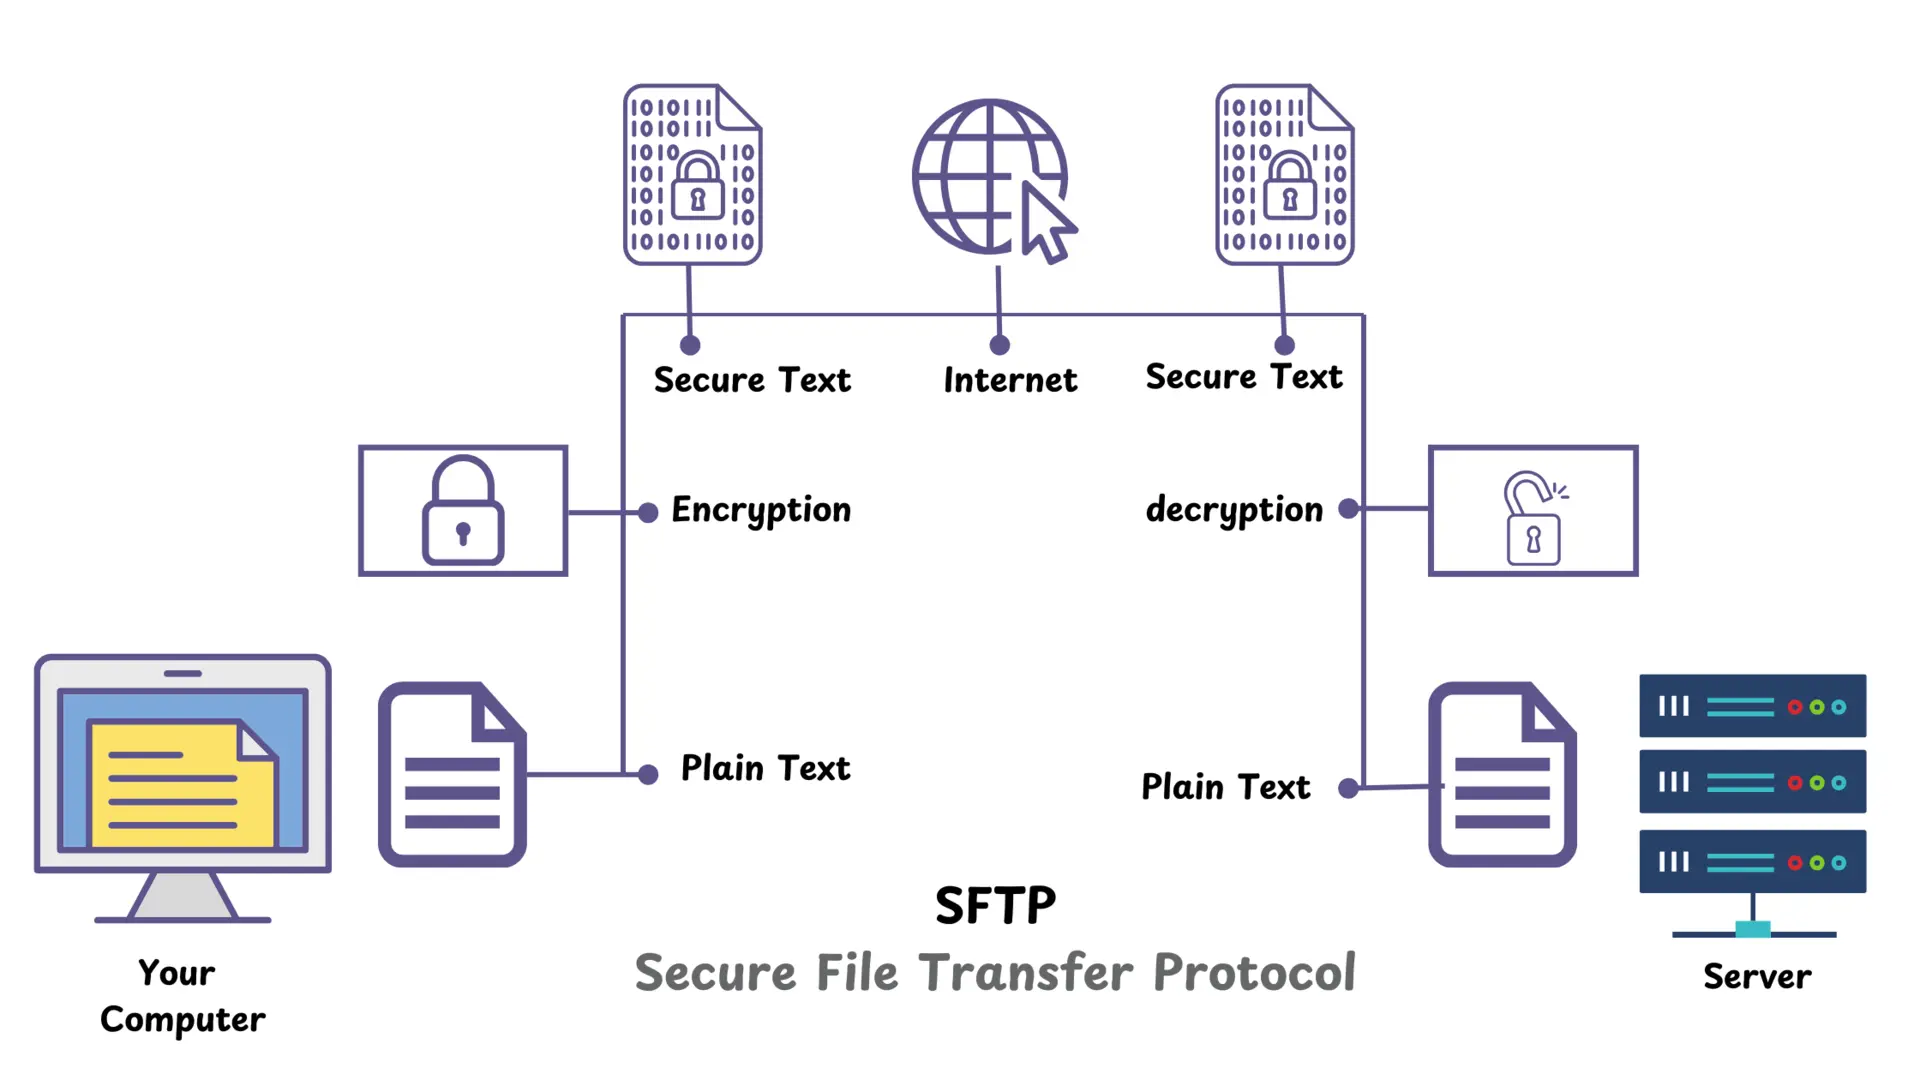 Secure Text
Internet
Secure Text
Encryption
decryption
Plain Text
Plain Text
SFTP
Secure File Transfer Protocol
Your
Computer
Server